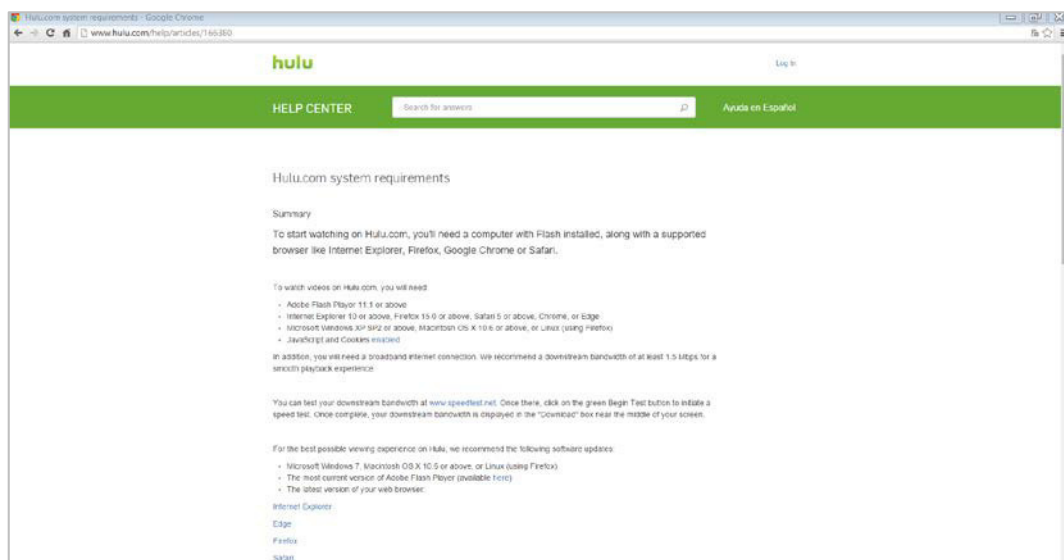 Hulu.com system requirements - Google Chrome
www.hulu.com/help/articles/166380
hulu
Log In
HELP CENTER
Search for answers
Ayuda en Español
Hulu.com system requirements
Summary
To start watching on Hulu.com, you'll need a computer with Flash installed, along with a supported
browser like Internet Explorer, Firefox, Google Chrome or Safari.
To watch videos on Hulu.com, you will need:
Adobe Flash Player 11.1 or above
Internet Explorer 10 or above, Firefox 15.0 or above, Safari 5 or above, Chrome, or Edge
Microsoft Windows XP SP2 or above, Macintosh OS X 10.6 or above, or Linux (using Firefox)
JavaScript and Cookies enabled
In addition, you will need a broadband internet connection. We recommend a downstream bandwidth of at least 1.5 Mbps for a
smooth playback experience.
You can test your downstream bandwidth at www.speedtest.net. Once there, click on the green Begin Test button to initiate a
speed test. Once complete, your downstream bandwidth is displayed in the "Download" box near the middle of your screen.
For the best possible viewing experience on Hulu, we recommend the following software updates:
Microsoft Windows 7, Macintosh OS X 10.5 or above, or Linux (using Firefox)
The most current version of Adobe Flash Player (available here)
The latest version of your web browser:
Internet Explorer
Edge
Firefox
Safari